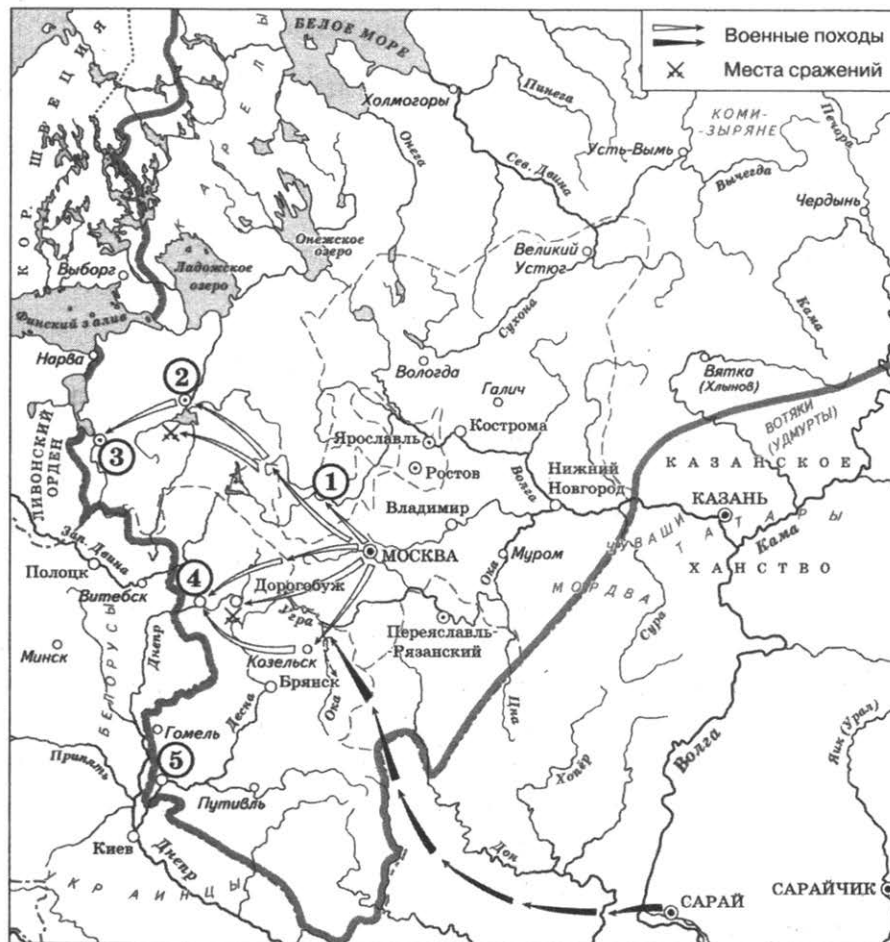 Военные походы
Места сражений
БЕЛОЕ МОРЕ
КОР. ШВЕЦИЯ
КАРЕЛЫ
Холмогоры
Пинега
КОМИ-
ЗЫРЯНЕ
Печора
Онега
Сев. Двина
Усть-Вымь
Вычегда
Чердынь
Онежское
озеро
Великий
Устюг
Выборг
Ладожское
озеро
Сухона
Кама
Финский залив
Нарва
Вологда
Галич
Вятка
(Хлынов)
2
Кострома
ВОТЯКИ
(УДМУРТЫ)
ЛИВОНСКИЙ
ОРДЕН
3
Ярославль
1
Ростов
Волга
Нижний
Новгород
КАЗАНСКОЕ
Владимир
КАЗАНЬ
Зап. Двина
МОСКВА
Ока
Муром
ЧУВАШИ
ТАТАРЫ
Кама
Полоцк
4
Дорогобуж
МОРДВА
ХАНСТВО
Витебск
Угра
Переяславль-
Рязанский
Сура
Минск
БЕЛОРУСЫ
Днепр
Козельск
Брянск
Ока
Цна
Десна
Гомель
Хопёр
Волга
Яик (Урал)
Припять
5
Путивль
Киев
Днепр
Дон
УКРАИНЦЫ
САРАЙ
САРАЙЧИК